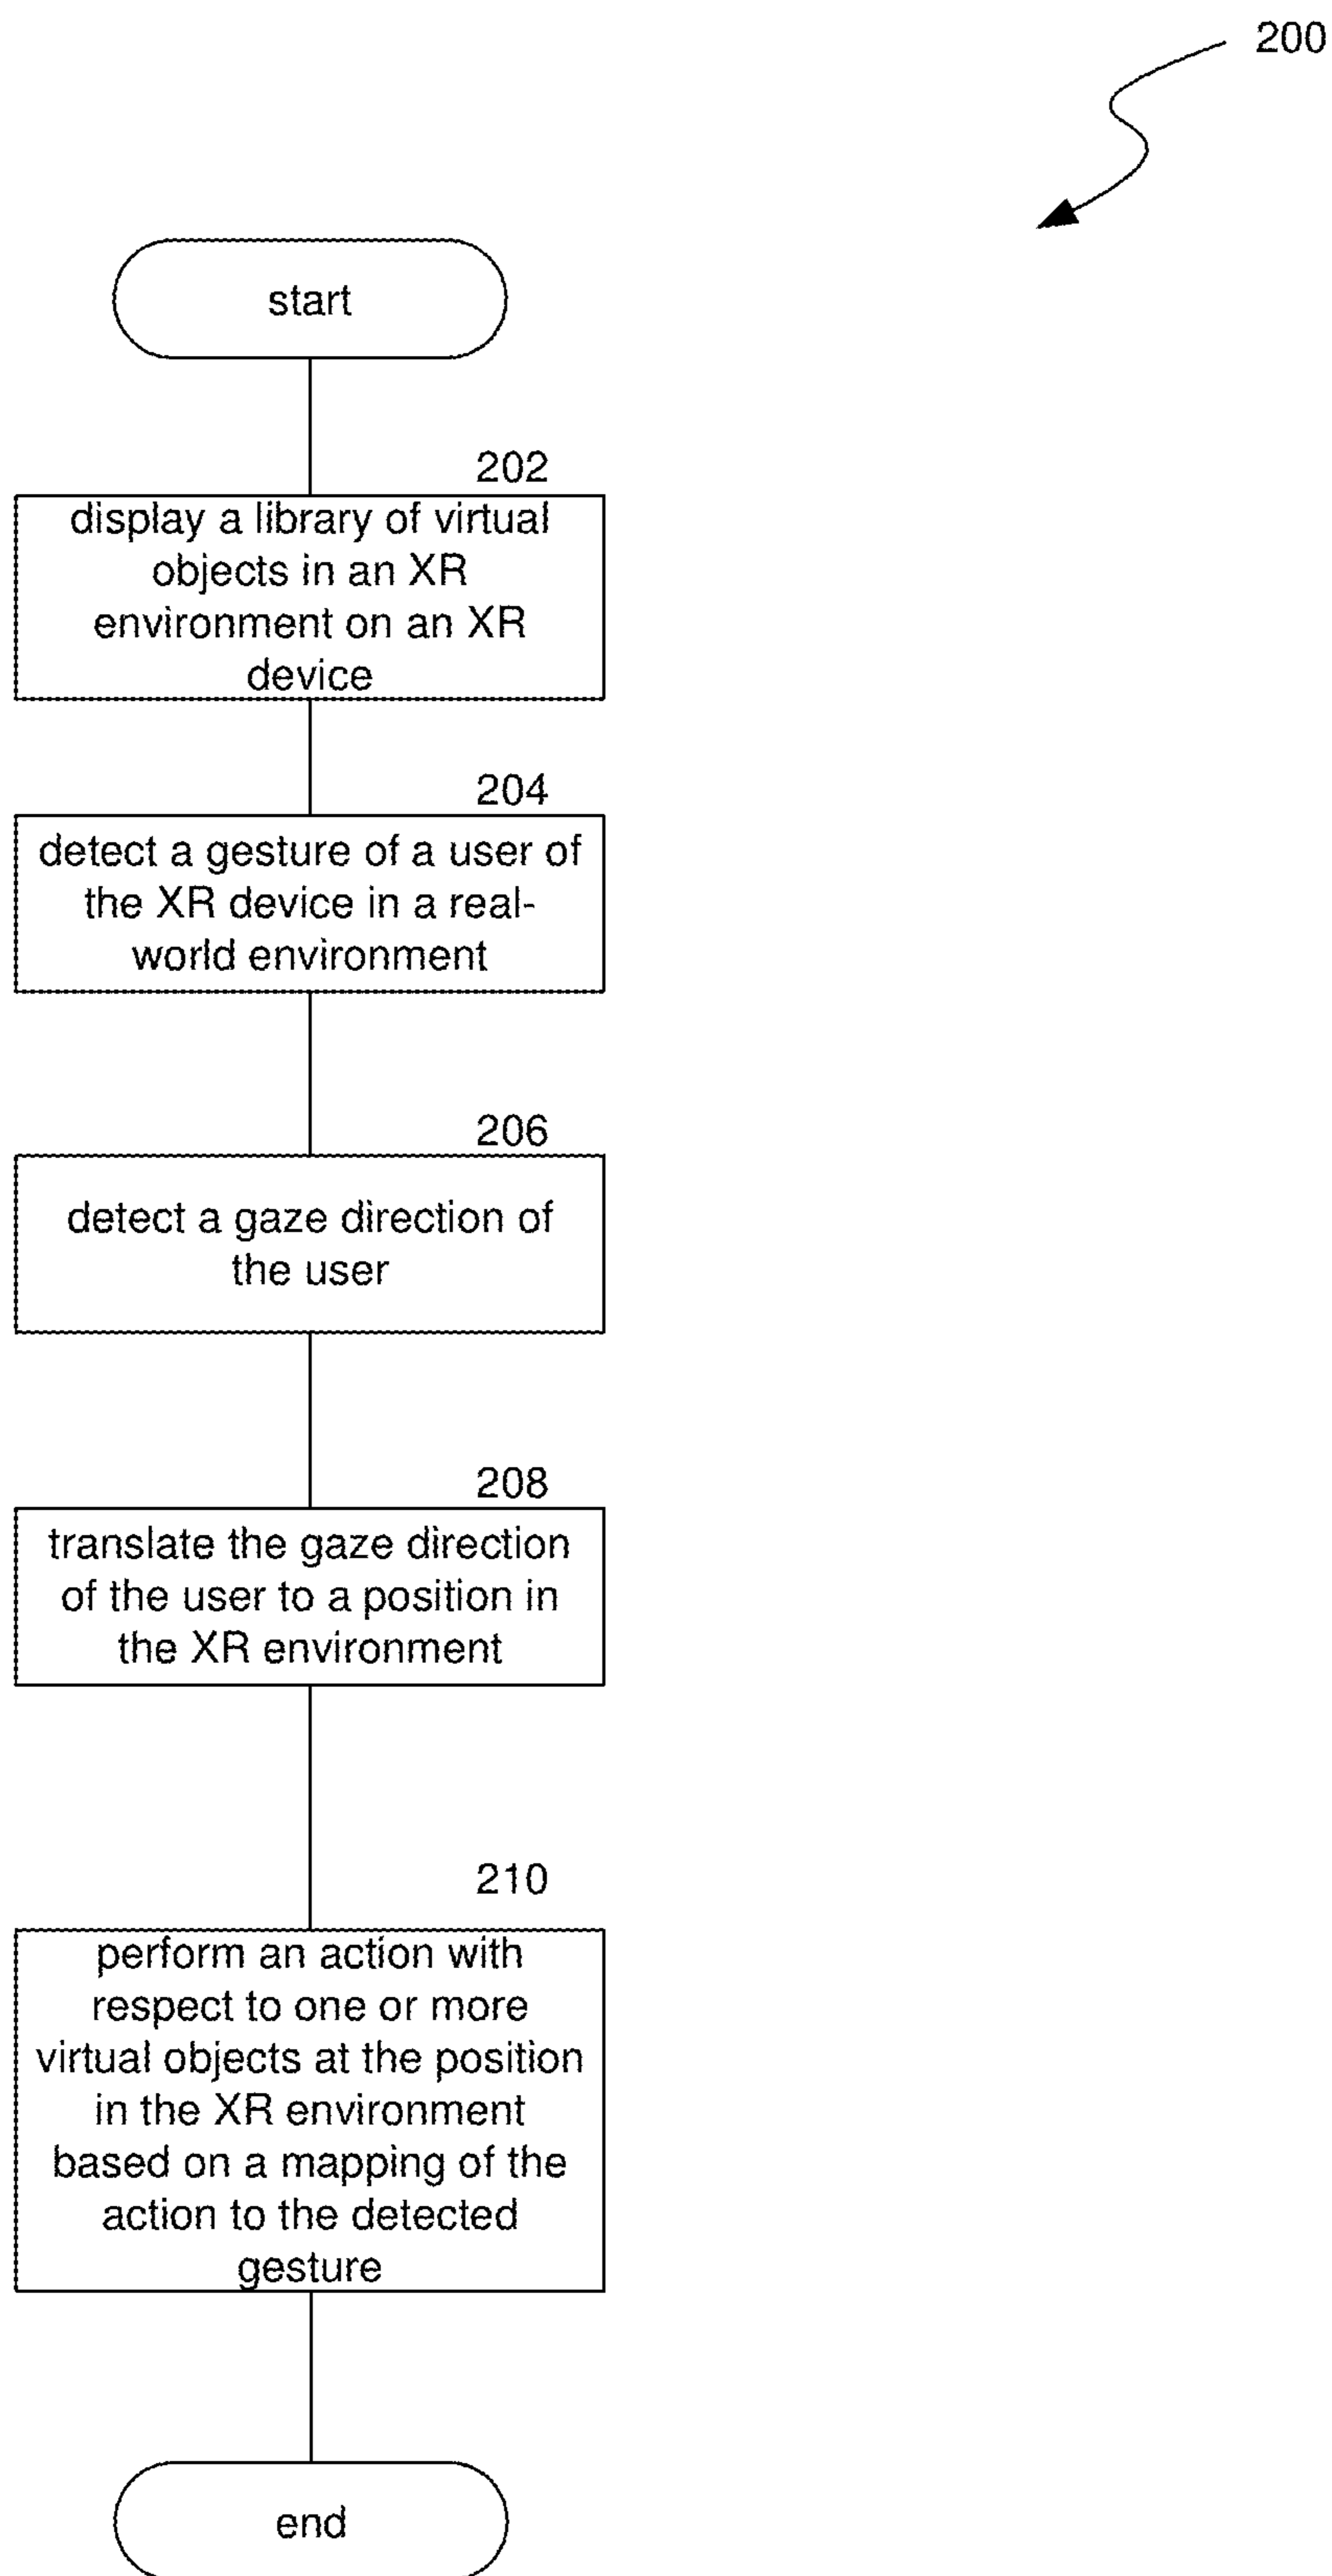 200
start
202
display a library of virtual
objects in an XR
environment on an XR
device
204
detect a gesture of a user of
the XR device in a real-
world environment
206
detect a gaze direction of
the user
208
translate the gaze direction
of the user to a position in
the XR environment
210
perform an action with
respect to one or more
virtual objects at the position
in the XR environment
based on a mapping of the
action to the detected
gesture
end